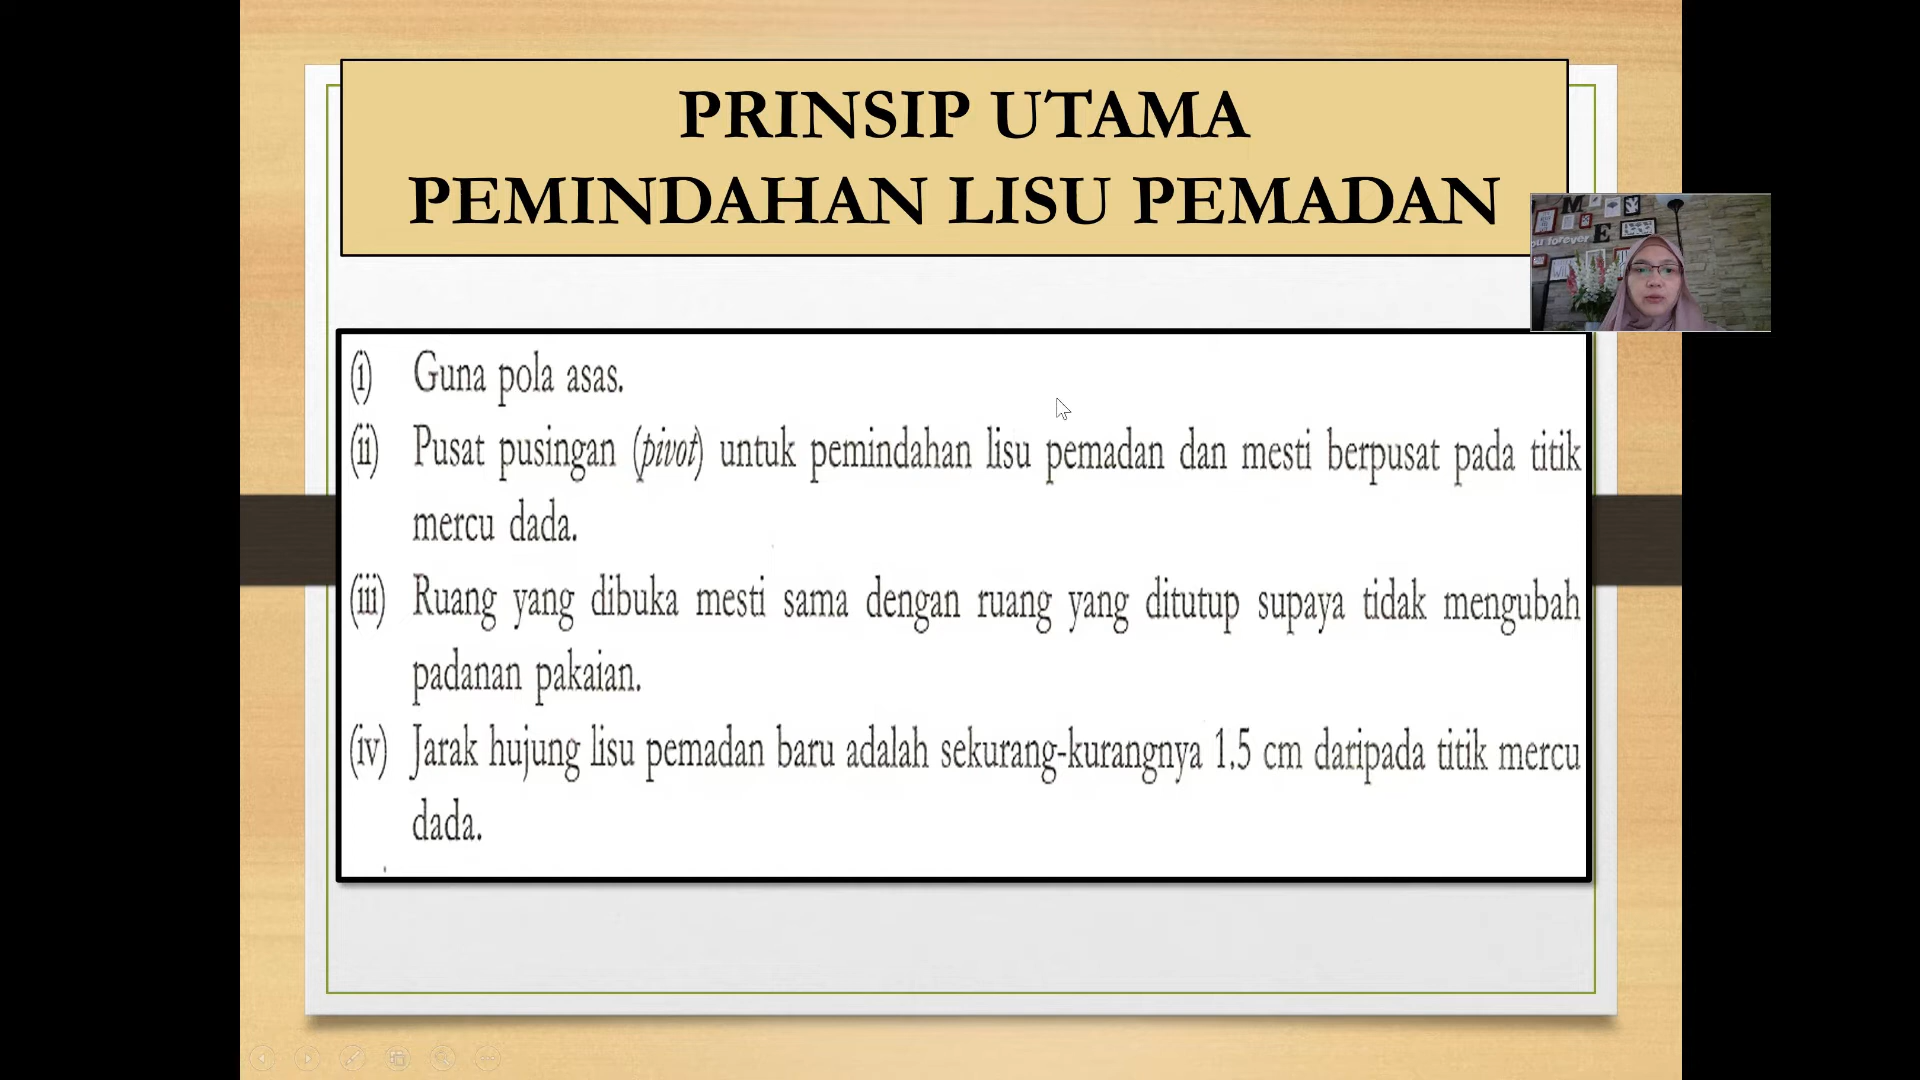 PRINSIP UTAMA
PEMINDAHAN LISU PEMADAN
M
E
you forever
(i) Guna pola asas.
(ii) Pusat pusingan (pivot) untuk pemindahan lisu pemadan dan mesti berpusat pada titik
mercu dada.
(iii) Ruang yang dibuka mesti sama dengan ruang yang ditutup supaya tidak mengubah
padanan pakaian.
(iv) Jarak hujung lisu pemadan baru adalah sekurang-kurangnya 1.5 cm daripada titik mercu
dada.